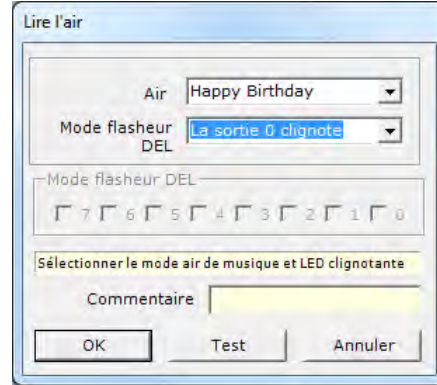 Lire l'air
Air Happy Birthday
Mode flasheur DEL La sortie 0 clignote
Mode flasheur DEL
7 6 5 4 3 2 1 0
Sélectionner le mode air de musique et LED clignotante
Commentaire
OK Test Annuler